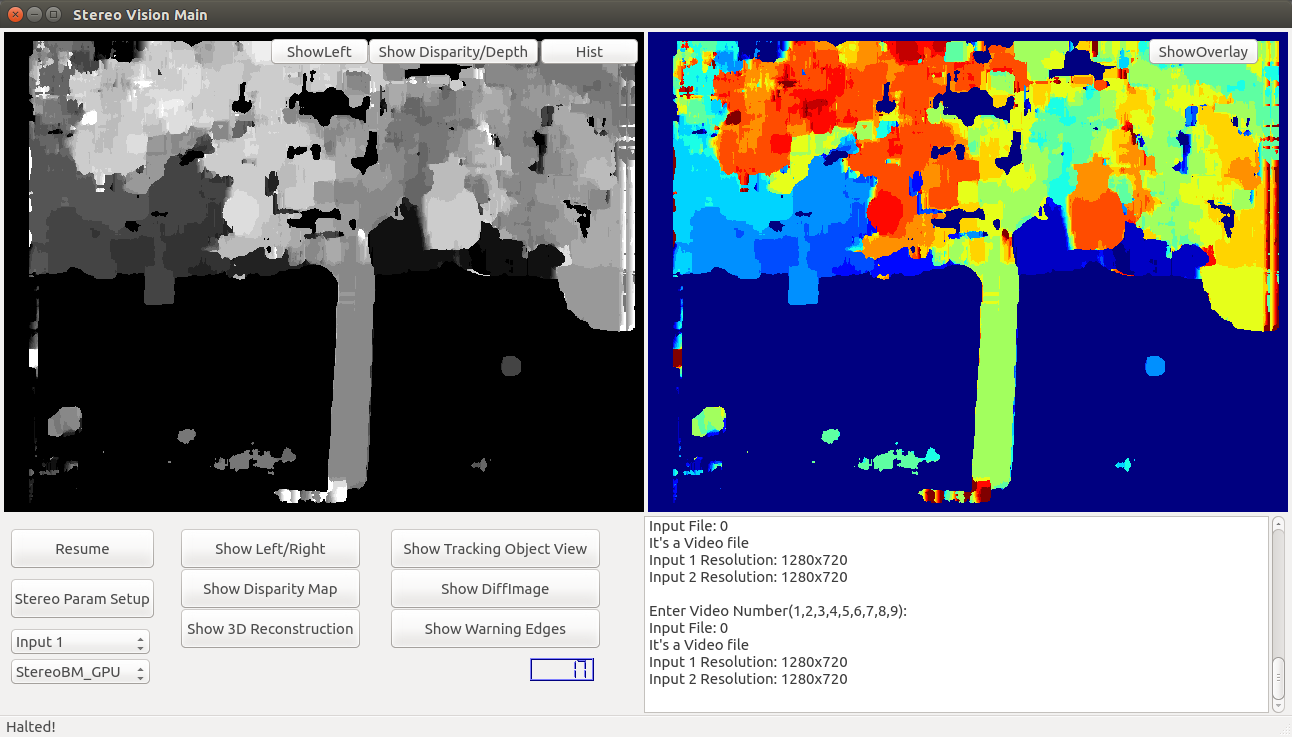 Stereo Vision Main
ShowLeft
Show Disparity/Depth
Hist
ShowOverlay
Resume
Show Left/Right
Show Tracking Object View
Stereo Param Setup
Show Disparity Map
Show DiffImage
Input 1
Show 3D Reconstruction
Show Warning Edges
StereoBM_GPU
17
Input File: 0
It's a Video file
Input 1 Resolution: 1280x720
Input 2 Resolution: 1280x720
Enter Video Number(1,2,3,4,5,6,7,8,9):
Input File: 0
It's a Video file
Input 1 Resolution: 1280x720
Input 2 Resolution: 1280x720
Halted!